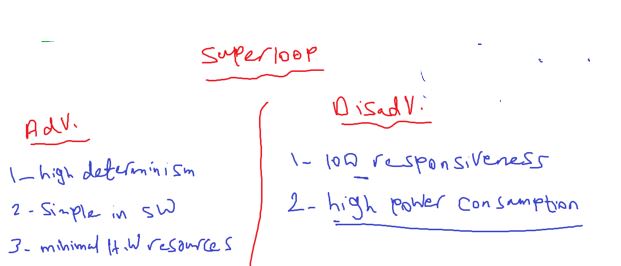 Superloop
Adv.
1- high determinism
2- Simple in SW
3- minimal H.W resources
Disadv.
1- low responsiveness
2- high power consamption